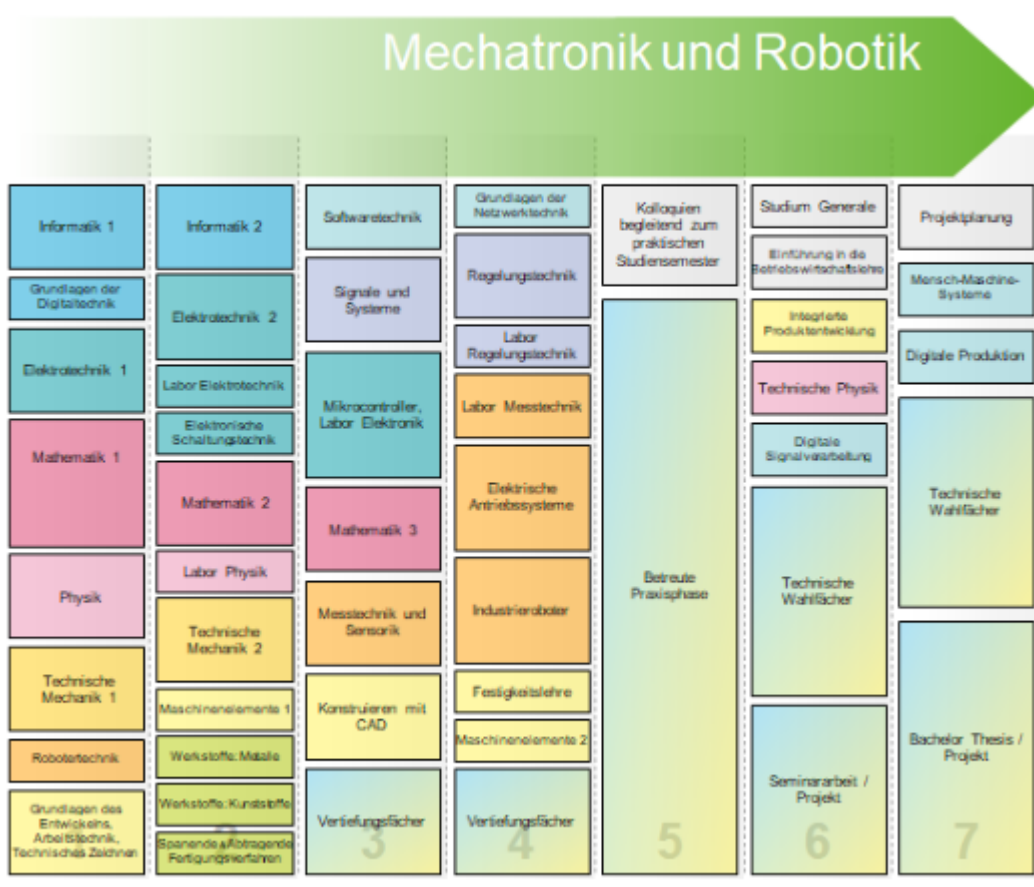 Mechatronik und Robotik
Informatik 1
Grundlagen der
Digitaltechnik
Elektrotechnik 1
Mathematik 1
Physik
Technische
Mechanik 1
Robotertechnik
Grundlagen des
Entwickelns,
Arbeitstechnik,
Technisches Zeichnen
1
Informatik 2
Elektrotechnik 2
Labor Elektrotechnik
Elektronische
Schaltungstechnik
Mathematik 2
Labor Physik
Technische
Mechanik 2
Maschinenelemente 1
Werkstoffe: Metalle
Werkstoffe: Kunststoffe
Spanende+Abtragende
Fertigungsverfahren
2
Softwaretechnik
Signale und
Systeme
Mikrocontroller,
Labor Elektronik
Mathematik 3
Messtechnik und
Sensorik
Konstruieren mit
CAD
Vertiefungsfächer
3
Grundlagen der
Netzwerktechnik
Regelungstechnik
Labor
Regelungstechnik
Labor Messtechnik
Elektrische
Antriebssysteme
Industrieroboter
Festigkeitslehre
Maschinenelemente 2
Vertiefungsfächer
4
Kolloquien
begleitend zum
praktischen
Studiensemester
Betreute
Praxisphase
5
Studium Generale
Einführung in die
Betriebswirtschaftslehre
Integrierte
Produktentwicklung
Technische Physik
Digitale
Signalverarbeitung
Technische
Wahlfächer
Seminararbeit /
Projekt
6
Projektplanung
Mensch-Maschine-
Systeme
Digitale Produktion
Technische
Wahlfächer
Bachelor Thesis /
Projekt
7